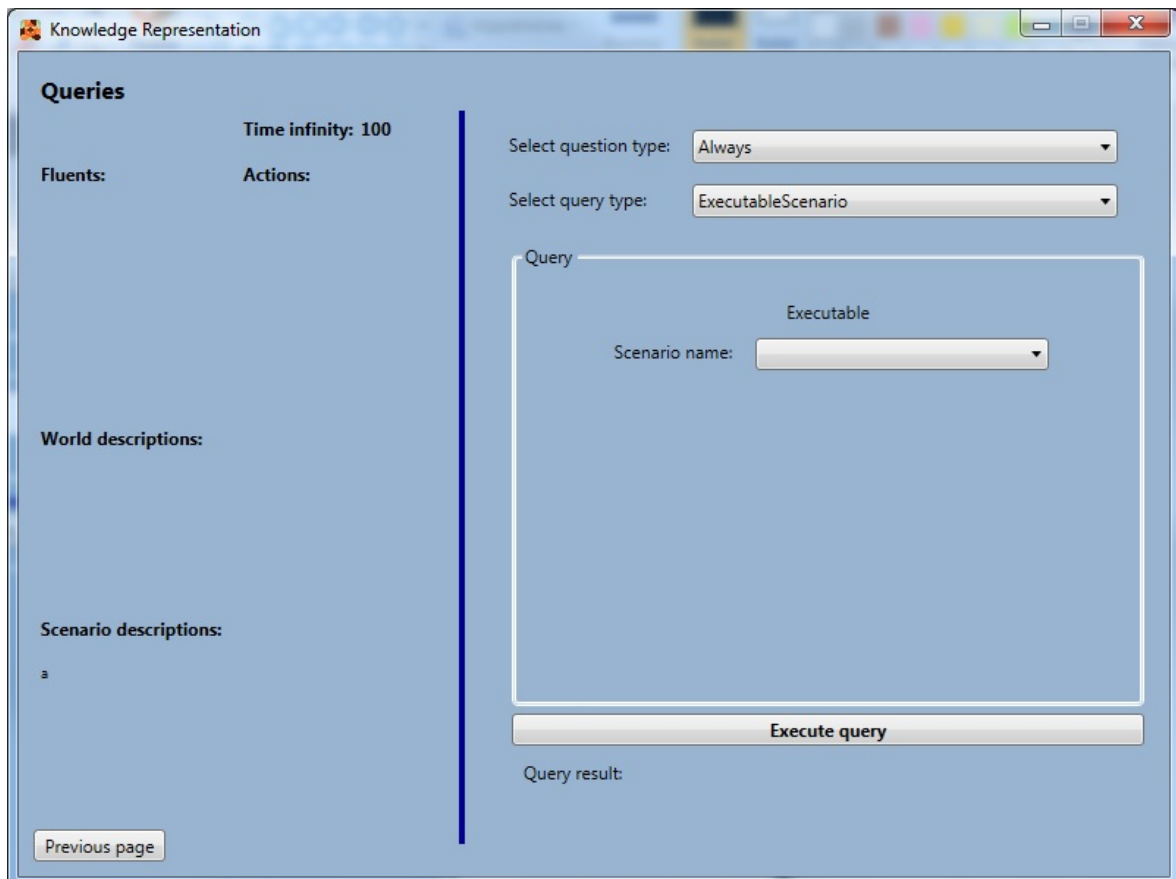 Knowledge Representation
Queries
Time infinity: 100
Fluents:
Actions:
World descriptions:
Scenario descriptions:
a
Previous page
Select question type: Always
Select query type: ExecutableScenario
Query
Executable
Scenario name:
Execute query
Query result: